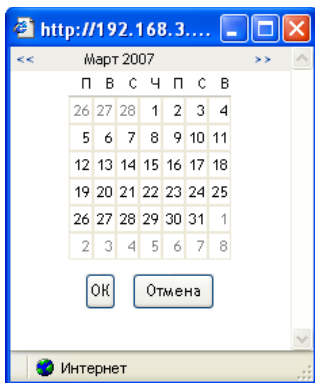 http://192.168.3....
<< Март 2007 >>
П В С Ч П С В
26 27 28 1 2 3 4
5 6 7 8 9 10 11
12 13 14 15 16 17 18
19 20 21 22 23 24 25
26 27 28 29 30 31 1
2 3 4 5 6 7 8
ОК Отмена
Интернет